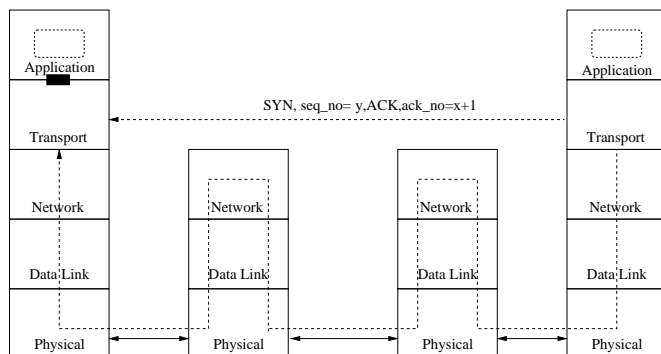 Application
Application
SYN, seq_no= y,ACK,ack_no=x+1
Transport
Transport
Network
Network
Network
Network
Data Link
Data Link
Data Link
Data Link
Physical
Physical
Physical
Physical